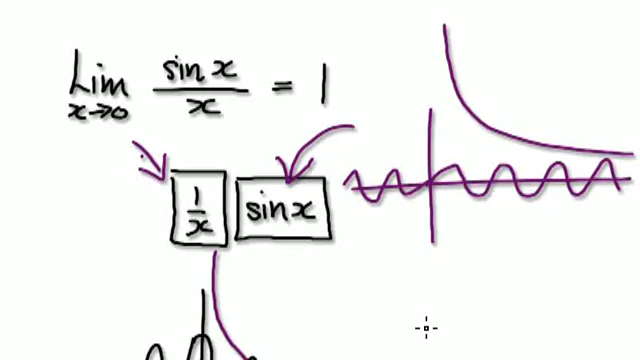 Lim x→0 sin x / x = 1
1/x sin x